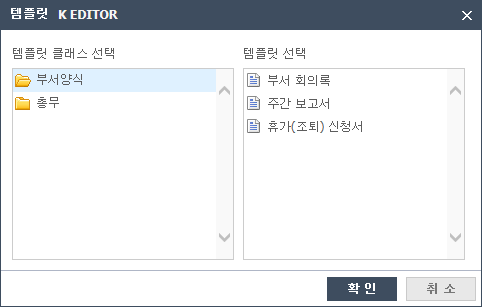 템플릿 K EDITOR
템플릿 클래스 선택
부서양식
총무
템플릿 선택
부서 회의록
주간 보고서
휴가(조퇴) 신청서
확 인
취 소